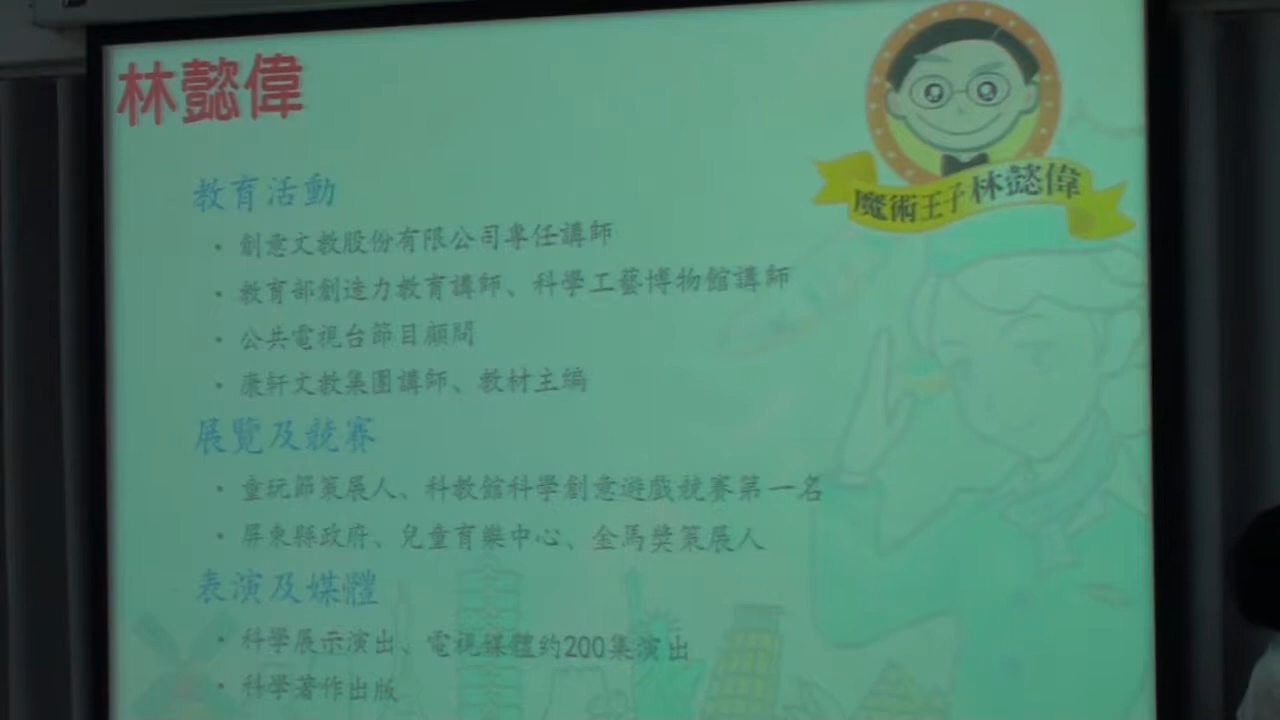 林懿偉
魔術王子林懿偉
教育活動
• 創意文教股份有限公司專任講師
• 教育部創造力教育講師、科學工藝博物館講師
• 公共電視台節目顧問
• 康軒文教集團講師、教材主編
展覽及競賽
• 童玩節策展人、科教館科學創意遊戲競賽第一名
• 屏東縣政府、兒童育樂中心、金馬獎策展人
表演及媒體
• 科學展示演出、電視媒體約200集演出
• 科學著作出版